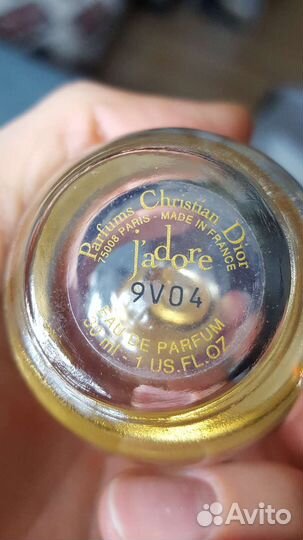 Parfums Christian Dior
75008 PARIS - MADE IN FRANCE
J'adore
9V04
EAU DE PARFUM
30 ml - 1 US.FL.OZ
Avito